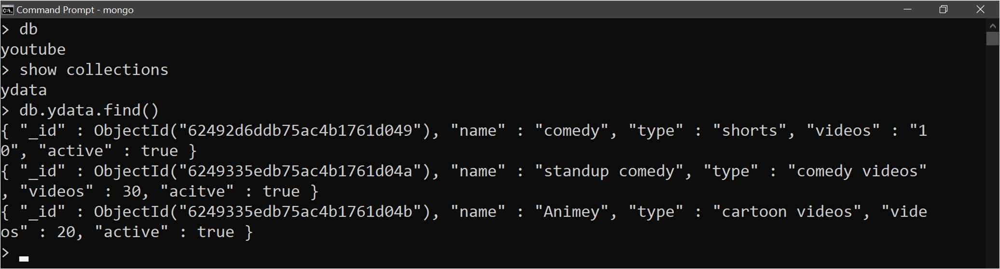 Command Prompt - mongo
> db
youtube
> show collections
ydata
> db.ydata.find()
{ "_id" : ObjectId("62492d6ddb75ac4b1761d049"), "name" : "comedy", "type" : "shorts", "videos" : "1
0", "active" : true }
{ "_id" : ObjectId("6249335edb75ac4b1761d04a"), "name" : "standup comedy", "type" : "comedy videos"
, "videos" : 30, "acitve" : true }
{ "_id" : ObjectId("6249335edb75ac4b1761d04b"), "name" : "Animey", "type" : "cartoon videos", "vide
os" : 20, "active" : true }
>